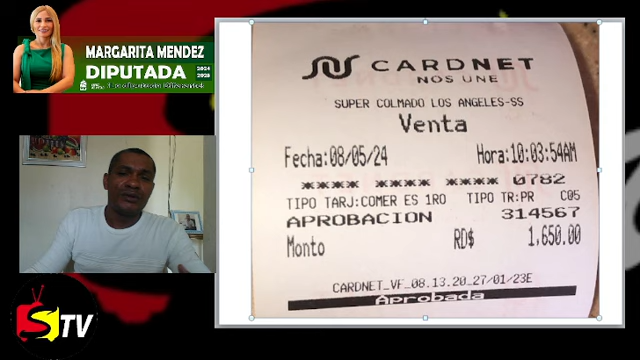 MARGARITA MENDEZ
DIPUTADA
2024
2028
CARDNET
NOS UNE
SUPER COLMADO LOS ANGELES-SS
Venta
Fecha:08/05/24 Hora:10:03:54AM
**** **** **** 0782
TIPO TARJ:COMER ES 1RO TIPO TR:PR C@5
APROBACION 314567
Monto RD$ 1,650.00
CARDNET_VF_08.13.20_27/01/23E
Aprobada
STV